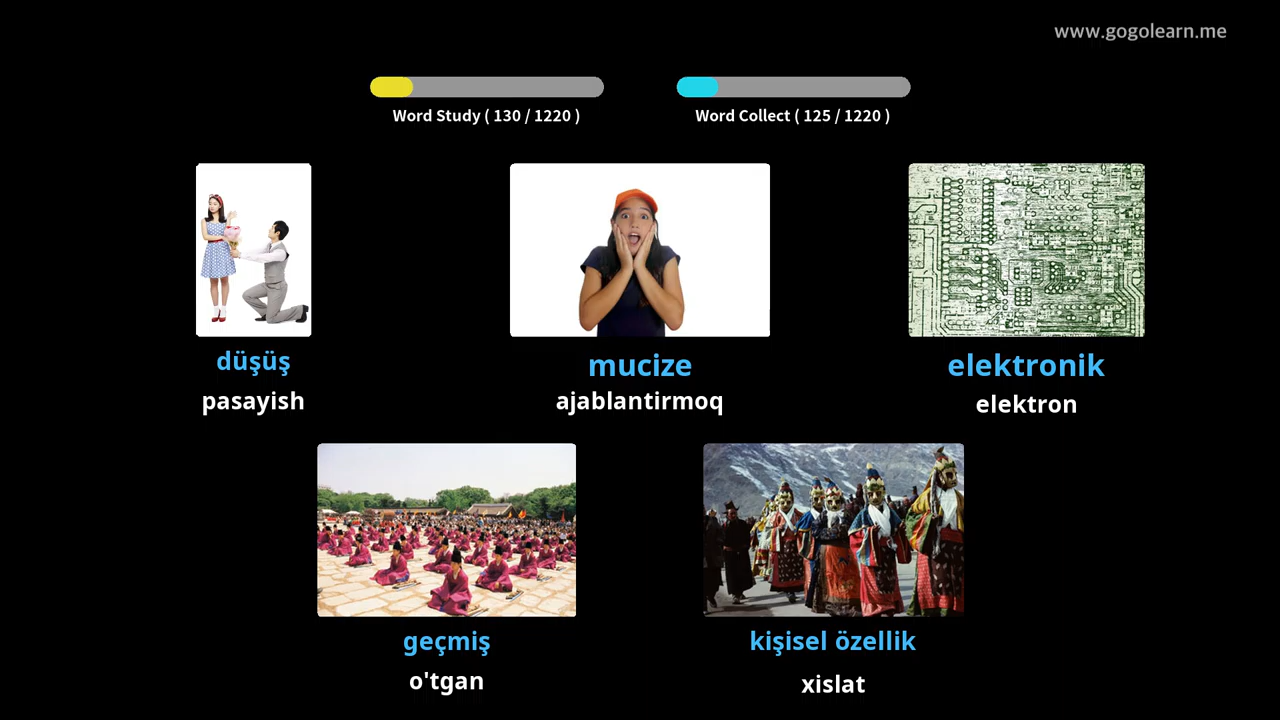 www.gogolearn.me
Word Study ( 130 / 1220 )
Word Collect ( 125 / 1220 )
düşüş
pasayish
mucize
ajablantirmoq
elektronik
elektron
geçmiş
o'tgan
kişisel özellik
xislat